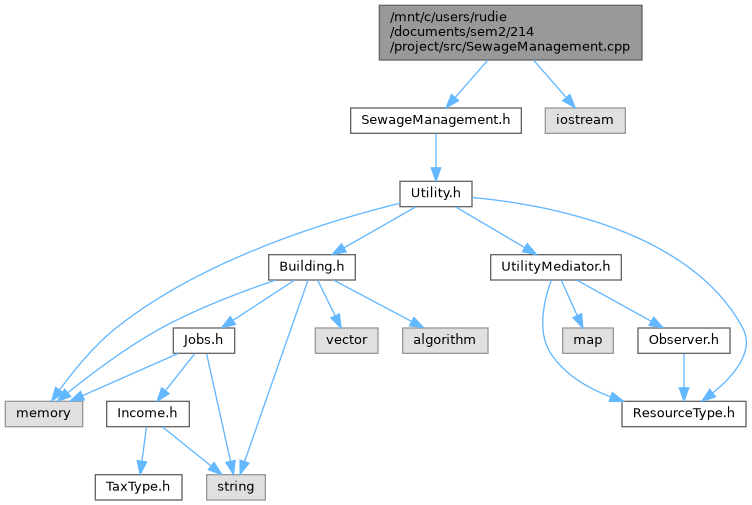 /mnt/c/users/rudie
/documents/sem2/214
/project/src/SewageManagement.cpp
SewageManagement.h
iostream
Utility.h
Building.h
UtilityMediator.h
Jobs.h
vector
algorithm
map
Observer.h
memory
Income.h
ResourceType.h
TaxType.h
string